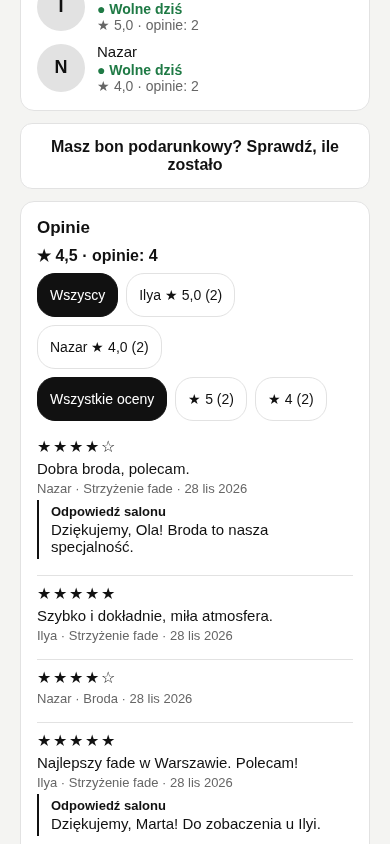 ● Wolne dziś
★ 5,0 · opinie: 2
N
Nazar
● Wolne dziś
★ 4,0 · opinie: 2
Masz bon podarunkowy? Sprawdź, ile
zostało
Opinie
★ 4,5 · opinie: 4
Wszyscy
Ilya ★ 5,0 (2)
Nazar ★ 4,0 (2)
Wszystkie oceny
★ 5 (2)
★ 4 (2)
★★★★☆
Dobra broda, polecam.
Nazar · Strzyżenie fade · 28 lis 2026
Odpowiedź salonu
Dziękujemy, Ola! Broda to nasza
specjalność.
★★★★★
Szybko i dokładnie, miła atmosfera.
Ilya · Strzyżenie fade · 28 lis 2026
★★★★☆
Nazar · Broda · 28 lis 2026
★★★★★
Najlepszy fade w Warszawie. Polecam!
Ilya · Strzyżenie fade · 28 lis 2026
Odpowiedź salonu
Dziękujemy, Marta! Do zobaczenia u Ilyi.